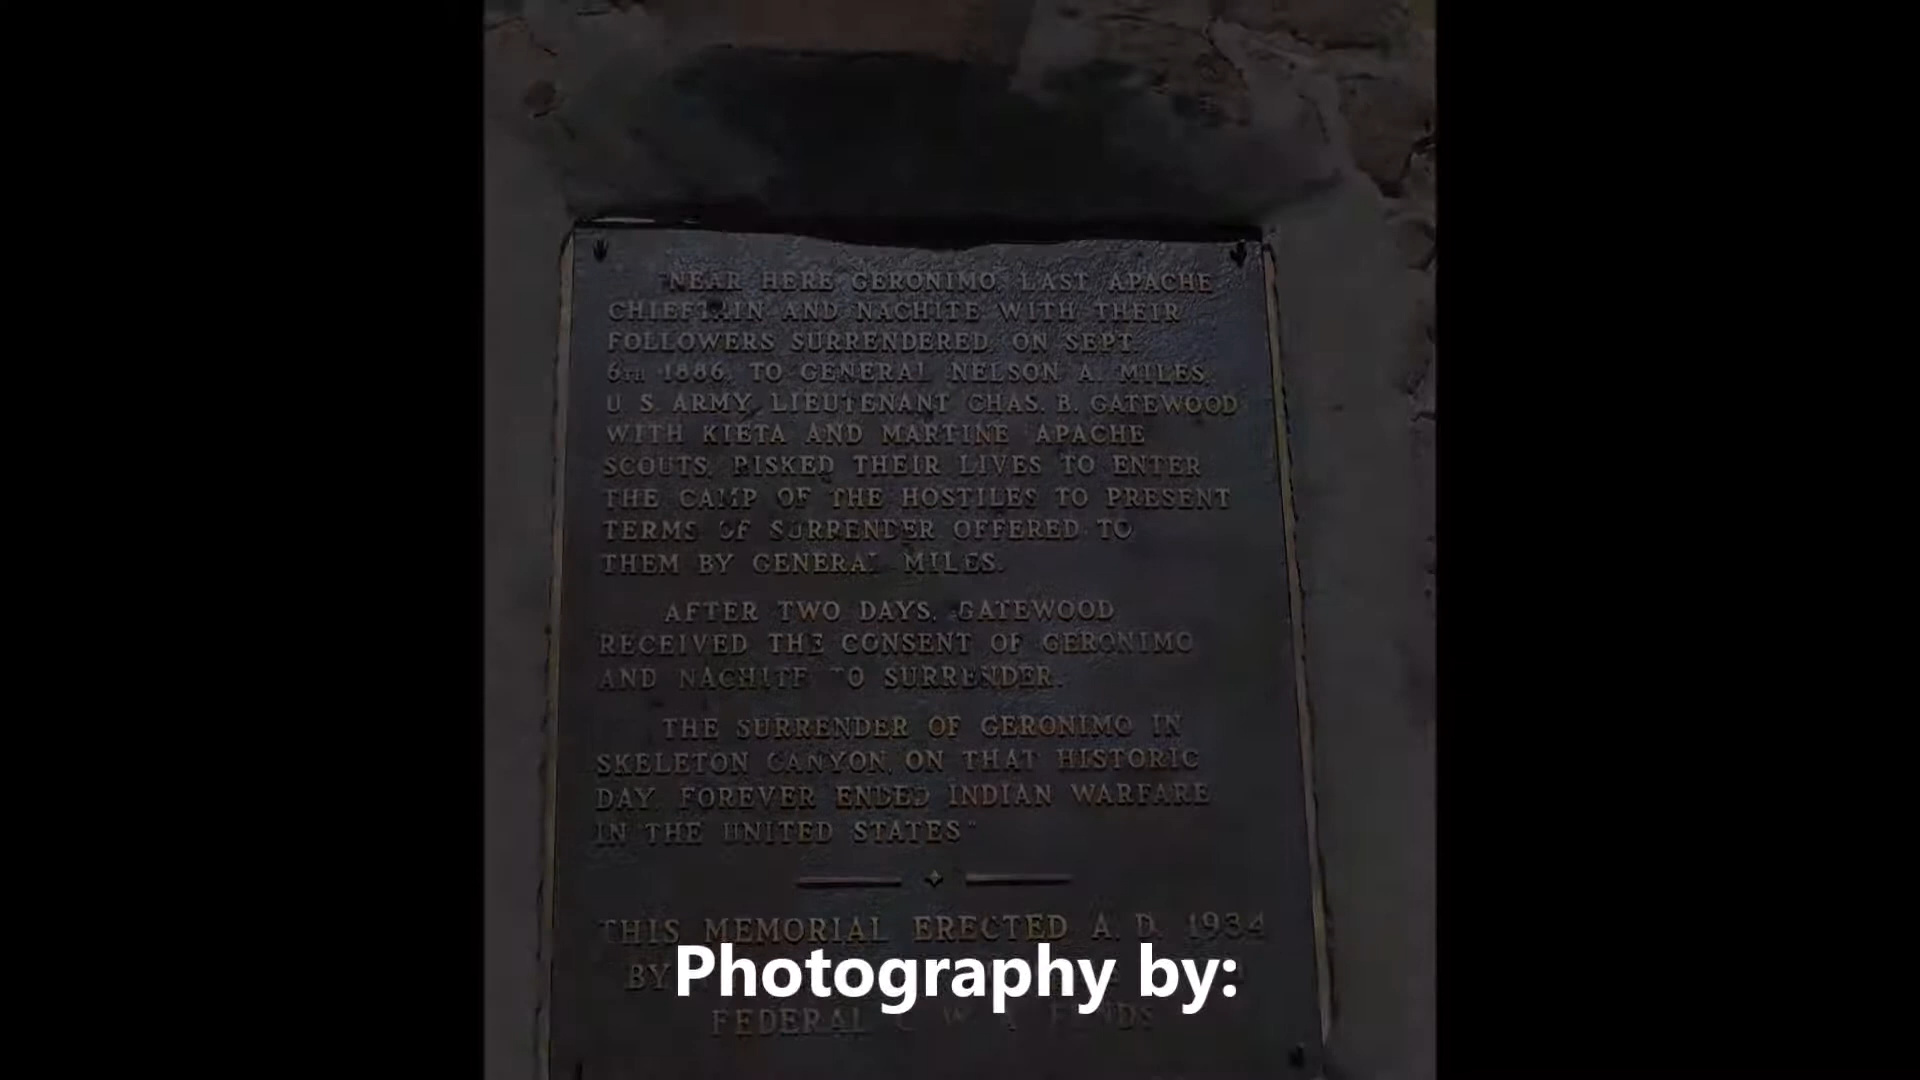 "NEAR HERE GERONIMO, LAST APACHE
CHIEFTAIN AND NACHITE WITH THEIR
FOLLOWERS SURRENDERED ON SEPT.
6TH 1886, TO GENERAL NELSON A. MILES,
U. S. ARMY. LIEUTENANT CHAS. B. GATEWOOD
WITH KIETA AND MARTINE APACHE
SCOUTS, RISKED THEIR LIVES TO ENTER
THE CAMP OF THE HOSTILES TO PRESENT
TERMS OF SURRENDER OFFERED TO
THEM BY GENERAL MILES.
AFTER TWO DAYS, GATEWOOD
RECEIVED THE CONSENT OF GERONIMO
AND NACHITE TO SURRENDER.
THE SURRENDER OF GERONIMO IN
SKELETON CANYON, ON THAT HISTORIC
DAY, FOREVER ENDED INDIAN WARFARE
IN THE UNITED STATES"
THIS MEMORIAL ERECTED A. D. 1934
BY
Photography by:
FEDERAL C. W. A. FUNDS